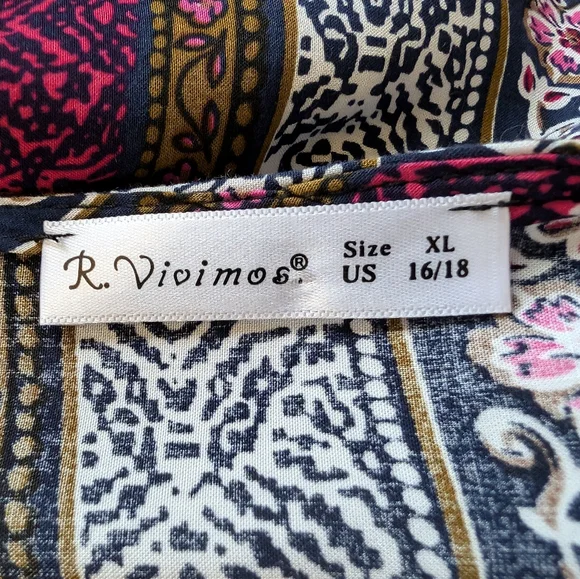 R. Vivimos®
Size XL
US 16/18